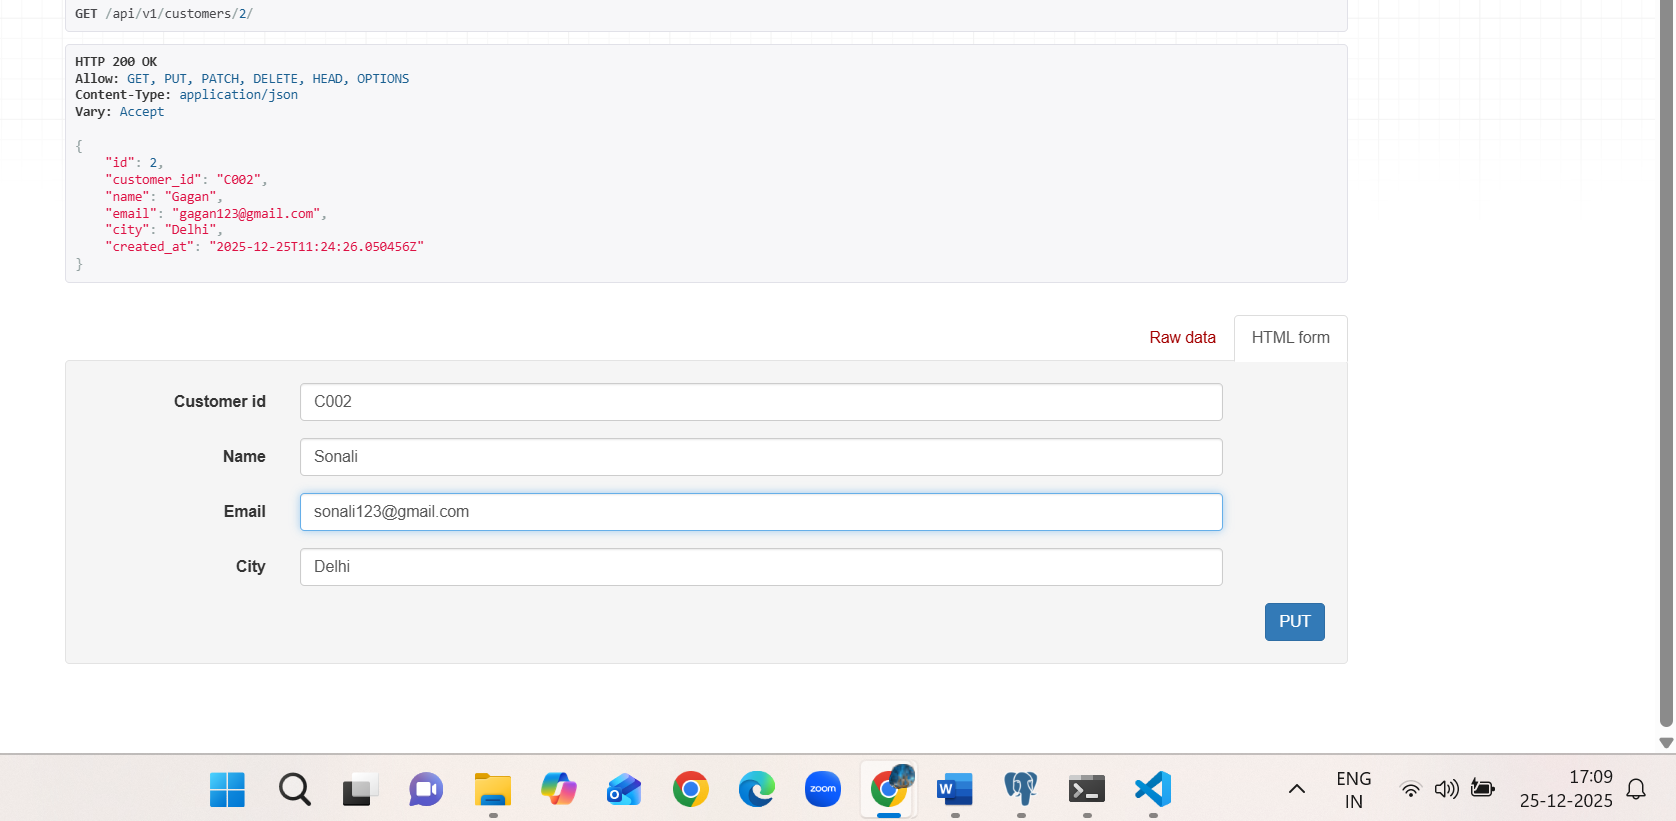 GET /api/v1/customers/2/
HTTP 200 OK
Allow: GET, PUT, PATCH, DELETE, HEAD, OPTIONS
Content-Type: application/json
Vary: Accept
{
"id": 2,
"customer_id": "C002",
"name": "Gagan",
"email": "gagan123@gmail.com",
"city": "Delhi",
"created_at": "2025-12-25T11:24:26.050456Z"
}
Raw data HTML form
Customer id C002
Name Sonali
Email sonali123@gmail.com
City Delhi
PUT
zoom
ENG
IN
17:09
25-12-2025